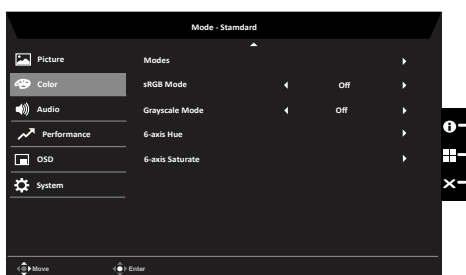 Mode - Stamdard
Picture
Color
Audio
Performance
OSD
System
Modes
sRGB Mode Off
Grayscale Mode Off
6-axis Hue
6-axis Saturate
Move Enter